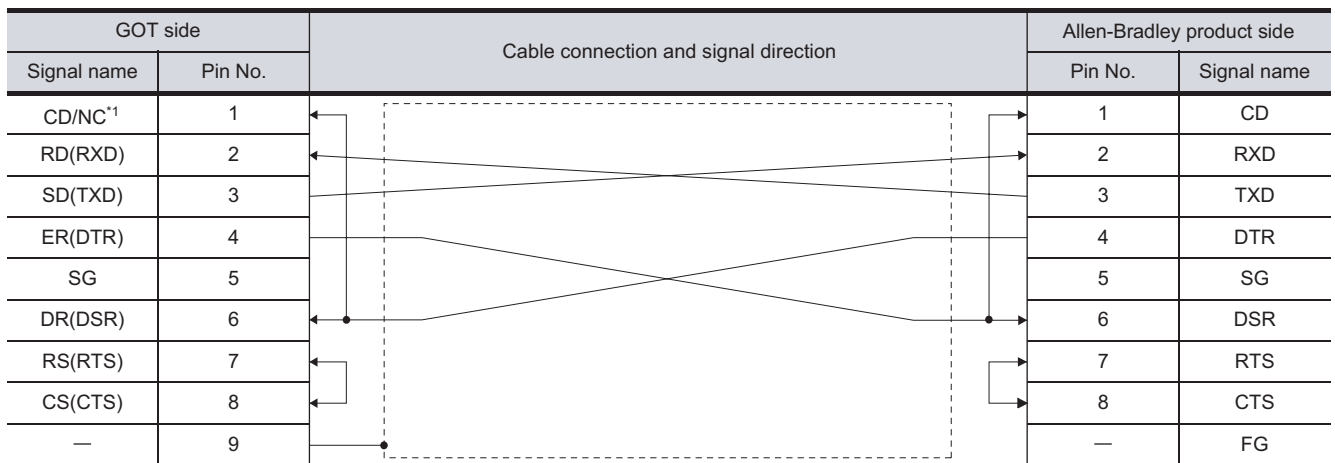 GOT side Cable connection and signal direction Allen-Bradley product side
Signal name Pin No. Pin No. Signal name
CD/NC*1 1 1 CD
RD(RXD) 2 2 RXD
SD(TXD) 3 3 TXD
ER(DTR) 4 4 DTR
SG 5 5 SG
DR(DSR) 6 6 DSR
RS(RTS) 7 7 RTS
CS(CTS) 8 8 CTS
— 9 — FG